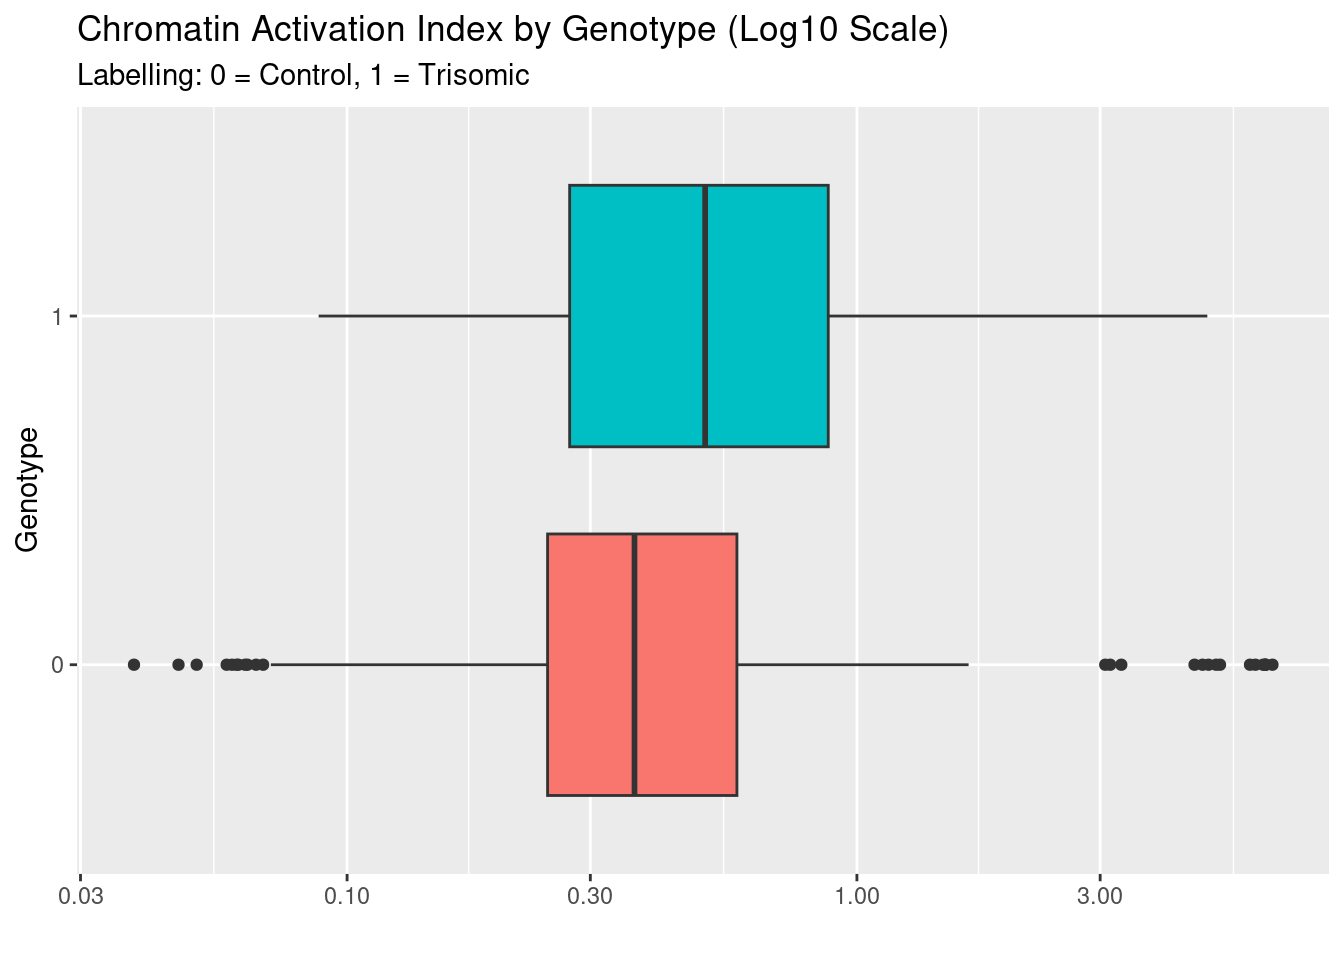 Chromatin Activation Index by Genotype (Log10 Scale)
Labelling: 0 = Control, 1 = Trisomic
Genotype
1
0
0.03 0.10 0.30 1.00 3.00